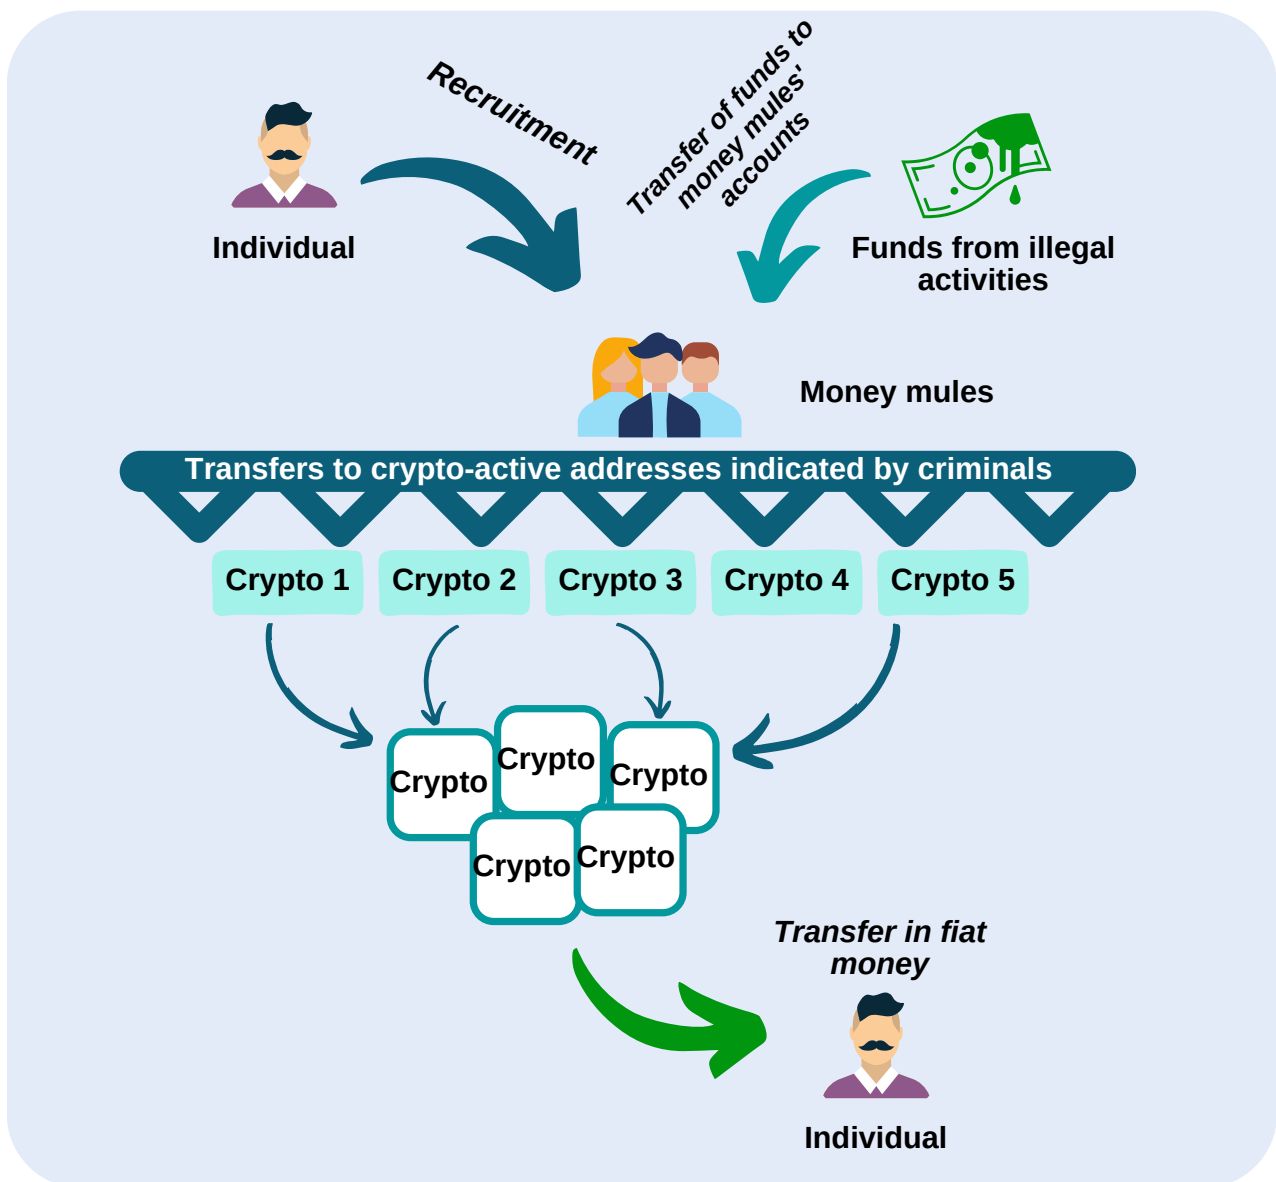 Recruitment
Transfer of funds to
money mules'
accounts
Individual
Funds from illegal
activities
Money mules
Transfers to crypto-active addresses indicated by criminals
Crypto 1
Crypto 2
Crypto 3
Crypto 4
Crypto 5
Crypto
Crypto
Crypto
Crypto
Crypto
Transfer in fiat
money
Individual